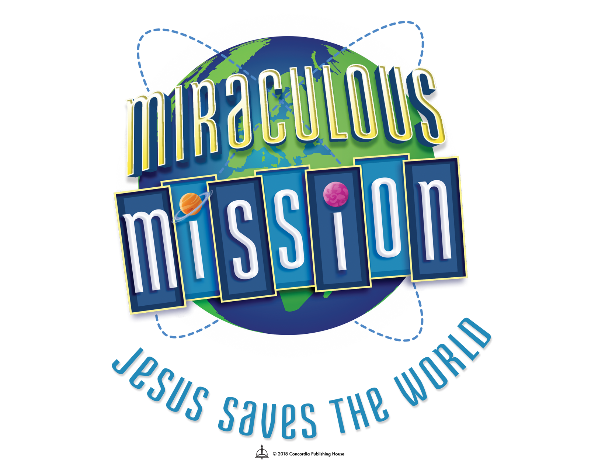 MIRaCULOUS
mission
Jesus saves THE WORLD
© 2018 Concordia Publishing House